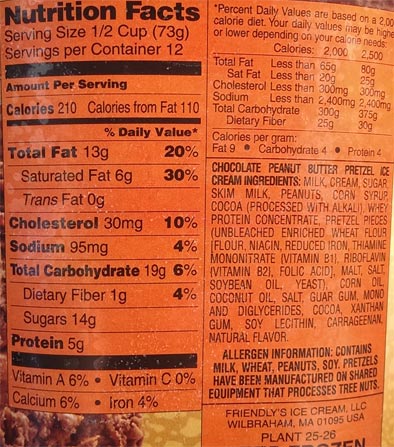 Nutrition Facts
Serving Size 1/2 Cup (73g)
Servings per Container 12
Amount Per Serving
Calories 210 Calories from Fat 110
% Daily Value*
Total Fat 13g 20%
Saturated Fat 6g 30%
Trans Fat 0g
Cholesterol 30mg 10%
Sodium 95mg 4%
Total Carbohydrate 19g 6%
Dietary Fiber 1g 4%
Sugars 14g
Protein 5g
Vitamin A 6% • Vitamin C 0%
Calcium 6% • Iron 4%
*Percent Daily Values are based on a 2,00
calorie diet. Your daily values may be highe
or lower depending on your calorie needs:
Calories: 2,000 2,500
Total Fat Less than 65g 80g
Sat Fat Less than 20g 25g
Cholesterol Less than 300mg 300mg
Sodium Less than 2,400mg 2,400mg
Total Carbohydrate 300g 375g
Dietary Fiber 25g 30g
Calories per gram:
Fat 9 • Carbohydrate 4 • Protein 4
CHOCOLATE PEANUT BUTTER PRETZEL ICE
CREAM INGREDIENTS: MILK, CREAM, SUGAR,
SKIM MILK, PEANUTS, CORN SYRUP,
COCOA (PROCESSED WITH ALKALI), WHEY
PROTEIN CONCENTRATE, PRETZEL PIECES
(UNBLEACHED ENRICHED WHEAT FLOUR
[FLOUR, NIACIN, REDUCED IRON, THIAMINE
MONONITRATE (VITAMIN B1), RIBOFLAVIN
(VITAMIN B2), FOLIC ACID], MALT, SALT,
SOYBEAN OIL, YEAST), CORN OIL,
COCONUT OIL, SALT, GUAR GUM, MONO
AND DIGLYCERIDES, COCOA, XANTHAN
GUM, SOY LECITHIN, CARRAGEENAN,
NATURAL FLAVOR.
ALLERGEN INFORMATION: CONTAINS
MILK, WHEAT, PEANUTS, SOY. PRETZELS
HAVE BEEN MANUFACTURED ON SHARED
EQUIPMENT THAT PROCESSES TREE NUTS.
FRIENDLY'S ICE CREAM, LLC
WILBRAHAM, MA 01095 USA
PLANT 25-26